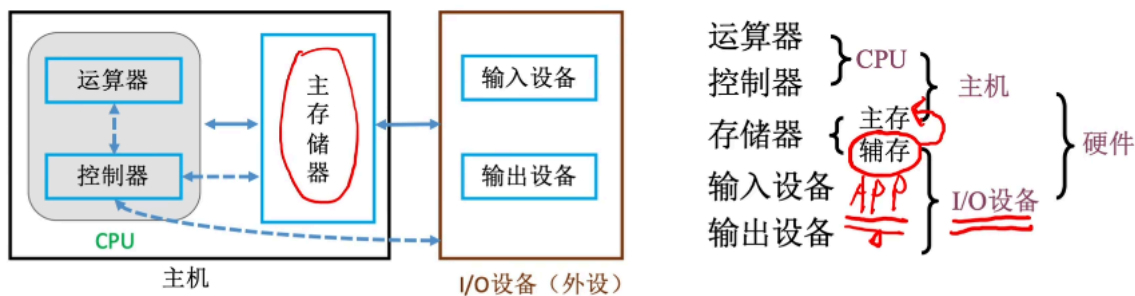 运算器
控制器
CPU
主存储器
主机
输入设备
输出设备
I/O设备（外设）
运算器
控制器
CPU
主机
存储器
主存
辅存
硬件
输入设备
APP
I/O设备
输出设备